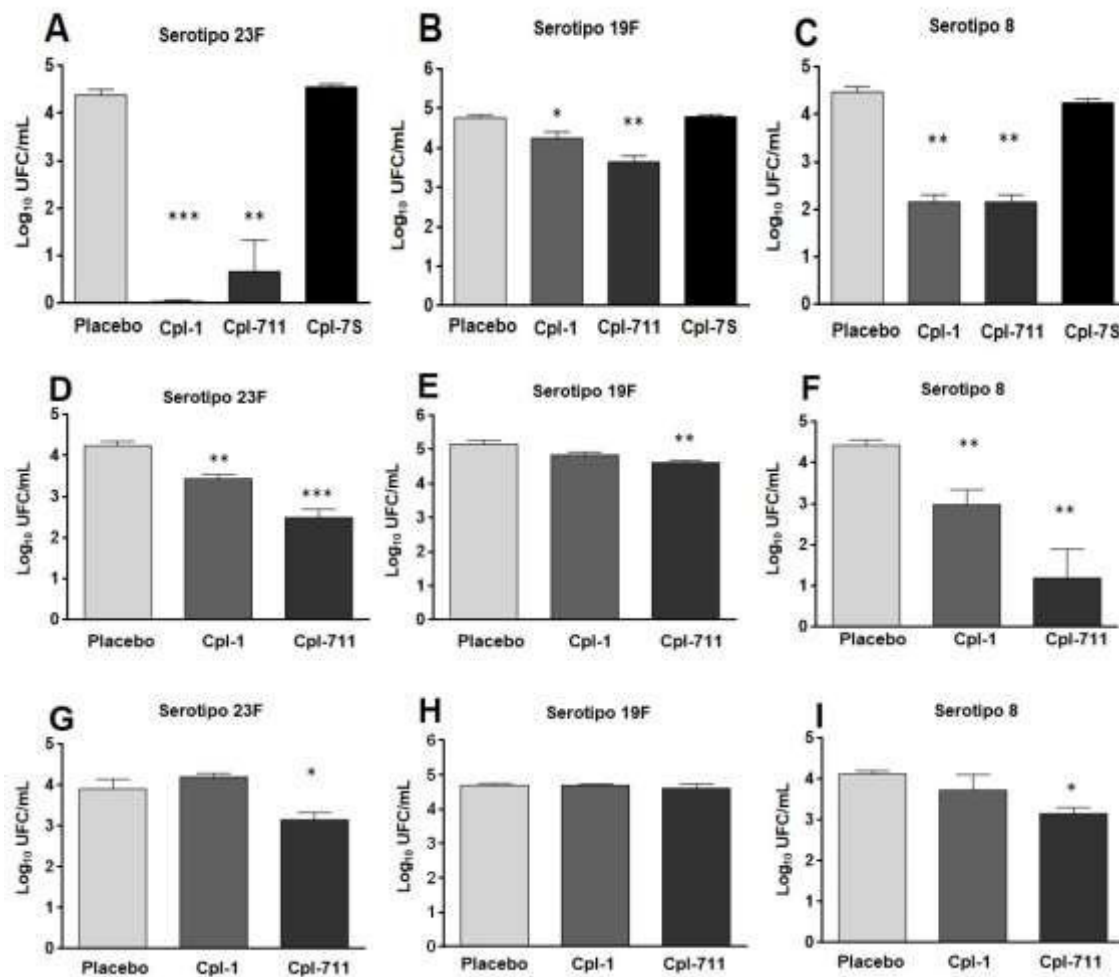 A
Serotipo 23F
Log₁₀ UFC/mL
5
4
3
2
1
0
***
**
Placebo Cpl-1 Cpl-711 Cpl-7S
B
Serotipo 19F
Log₁₀ UFC/mL
6
5
4
3
2
1
0
*
**
Placebo Cpl-1 Cpl-711 Cpl-7S
C
Serotipo 8
Log₁₀ UFC/mL
5
4
3
2
1
0
**
**
Placebo Cpl-1 Cpl-711 Cpl-7S
D
Serotipo 23F
Log₁₀ UFC/mL
5
4
3
2
1
0
**
***
Placebo Cpl-1 Cpl-711
E
Serotipo 19F
Log₁₀ UFC/mL
6
5
4
3
2
1
0
**
Placebo Cpl-1 Cpl-711
F
Serotipo 8
Log₁₀ UFC/mL
5
4
3
2
1
0
**
**
Placebo Cpl-1 Cpl-711
G
Serotipo 23F
Log₁₀ UFC/mL
5
4
3
2
1
0
*
Placebo Cpl-1 Cpl-711
H
Serotipo 19F
Log₁₀ UFC/mL
6
5
4
3
2
1
0
Placebo Cpl-1 Cpl-711
I
Serotipo 8
Log₁₀ UFC/mL
5
4
3
2
1
0
*
Placebo Cpl-1 Cpl-711